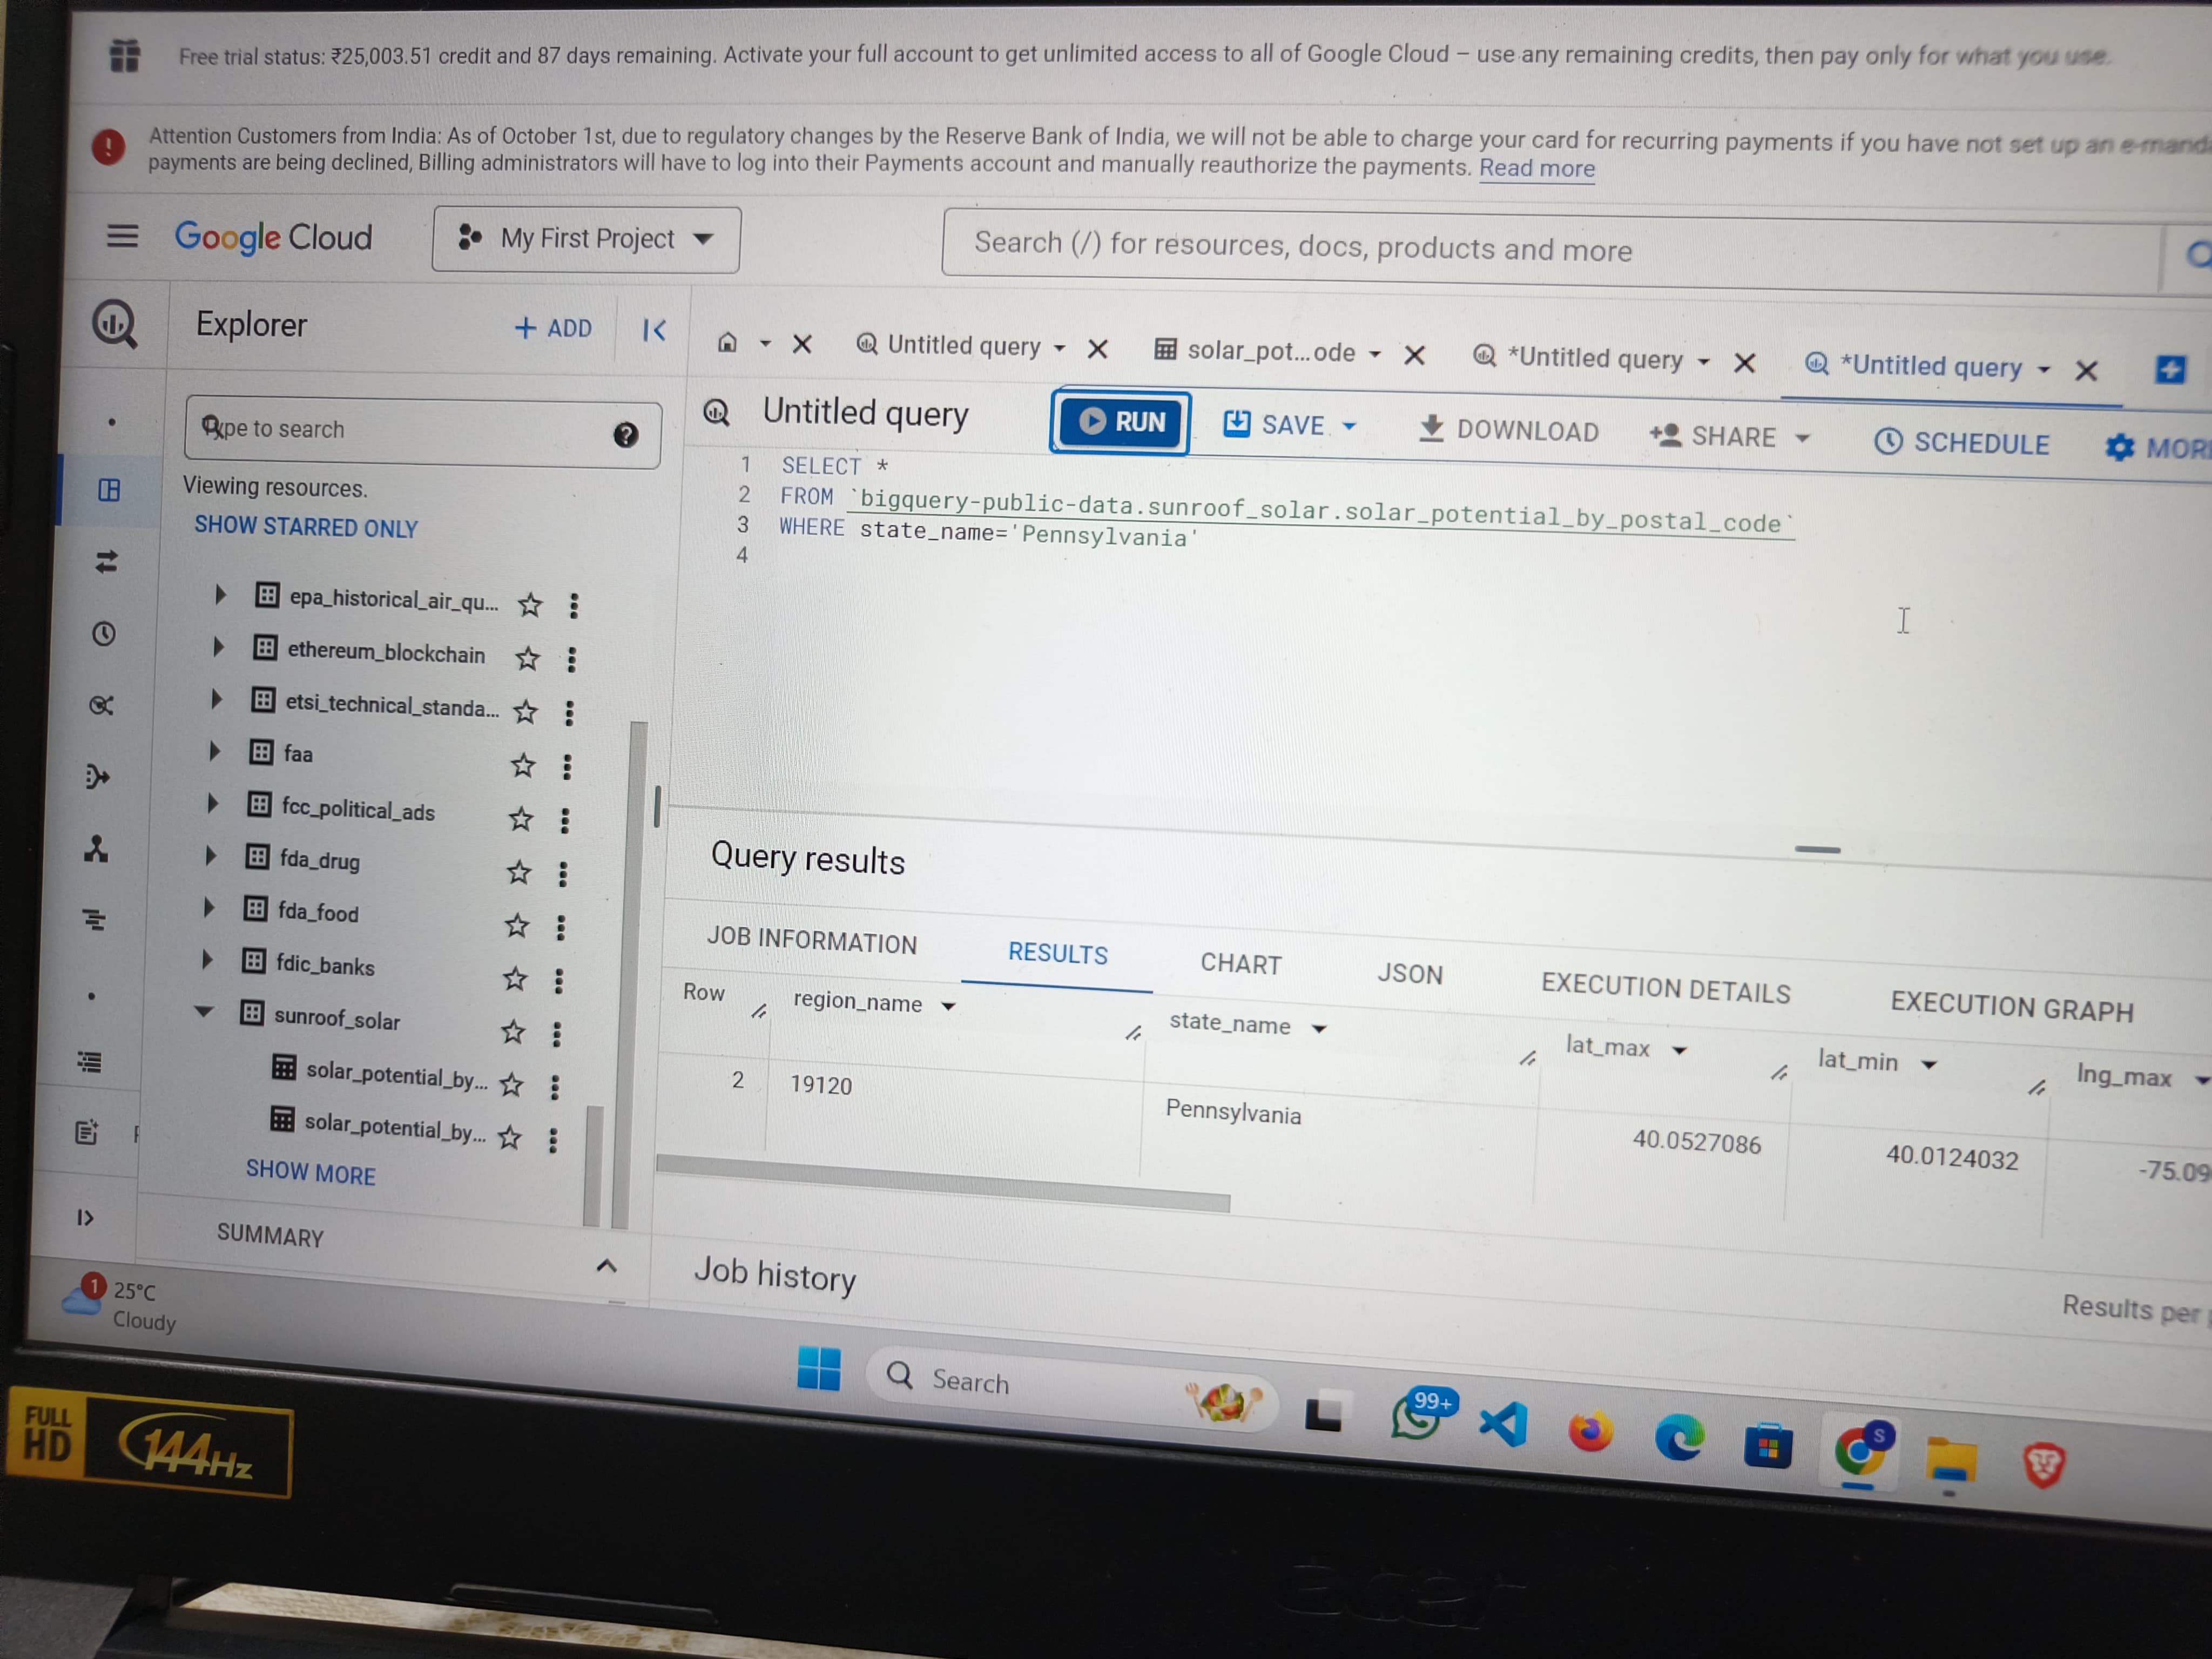 Free trial status: ₹25,003.51 credit and 87 days remaining. Activate your full account to get unlimited access to all of Google Cloud – use any remaining credits, then pay only for what you use.
Attention Customers from India: As of October 1st, due to regulatory changes by the Reserve Bank of India, we will not be able to charge your card for recurring payments if you have not set up an e-mand
payments are being declined, Billing administrators will have to log into their Payments account and manually reauthorize the payments. Read more
Google Cloud
My First Project
Search (/) for resources, docs, products and more
Explorer
+ ADD
Untitled query
solar_pot...ode
*Untitled query
*Untitled query
Untitled query
RUN
SAVE
DOWNLOAD
SHARE
SCHEDULE
MOR
pe to search
Viewing resources.
SHOW STARRED ONLY
epa_historical_air_qu...
ethereum_blockchain
etsi_technical_standa...
faa
fcc_political_ads
fda_drug
fda_food
fdic_banks
sunroof_solar
solar_potential_by...
solar_potential_by...
SHOW MORE
SUMMARY
1 SELECT *
2 FROM `bigquery-public-data.sunroof_solar.solar_potential_by_postal_code`
3 WHERE state_name='Pennsylvania'
4
Query results
JOB INFORMATION
RESULTS
CHART
JSON
EXECUTION DETAILS
EXECUTION GRAPH
Row
region_name
state_name
lat_max
lat_min
lng_max
2
19120
Pennsylvania
40.0527086
40.0124032
-75.09
Job history
Results per
1
25°C
Cloudy
Search
99+
S
FULL
HD
144Hz
acer